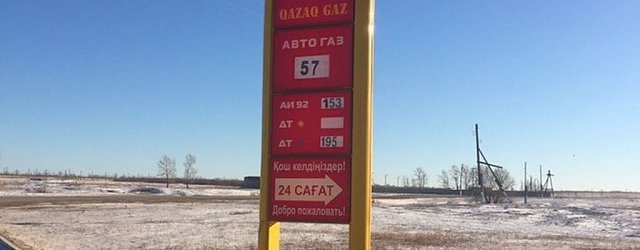 QAZAQ GAZ
АВТО ГАЗ
57
АИ 92 153
ДТ
ДТ 195
Қош келдіңіздер!
24 САҒАТ
Добро пожаловать!